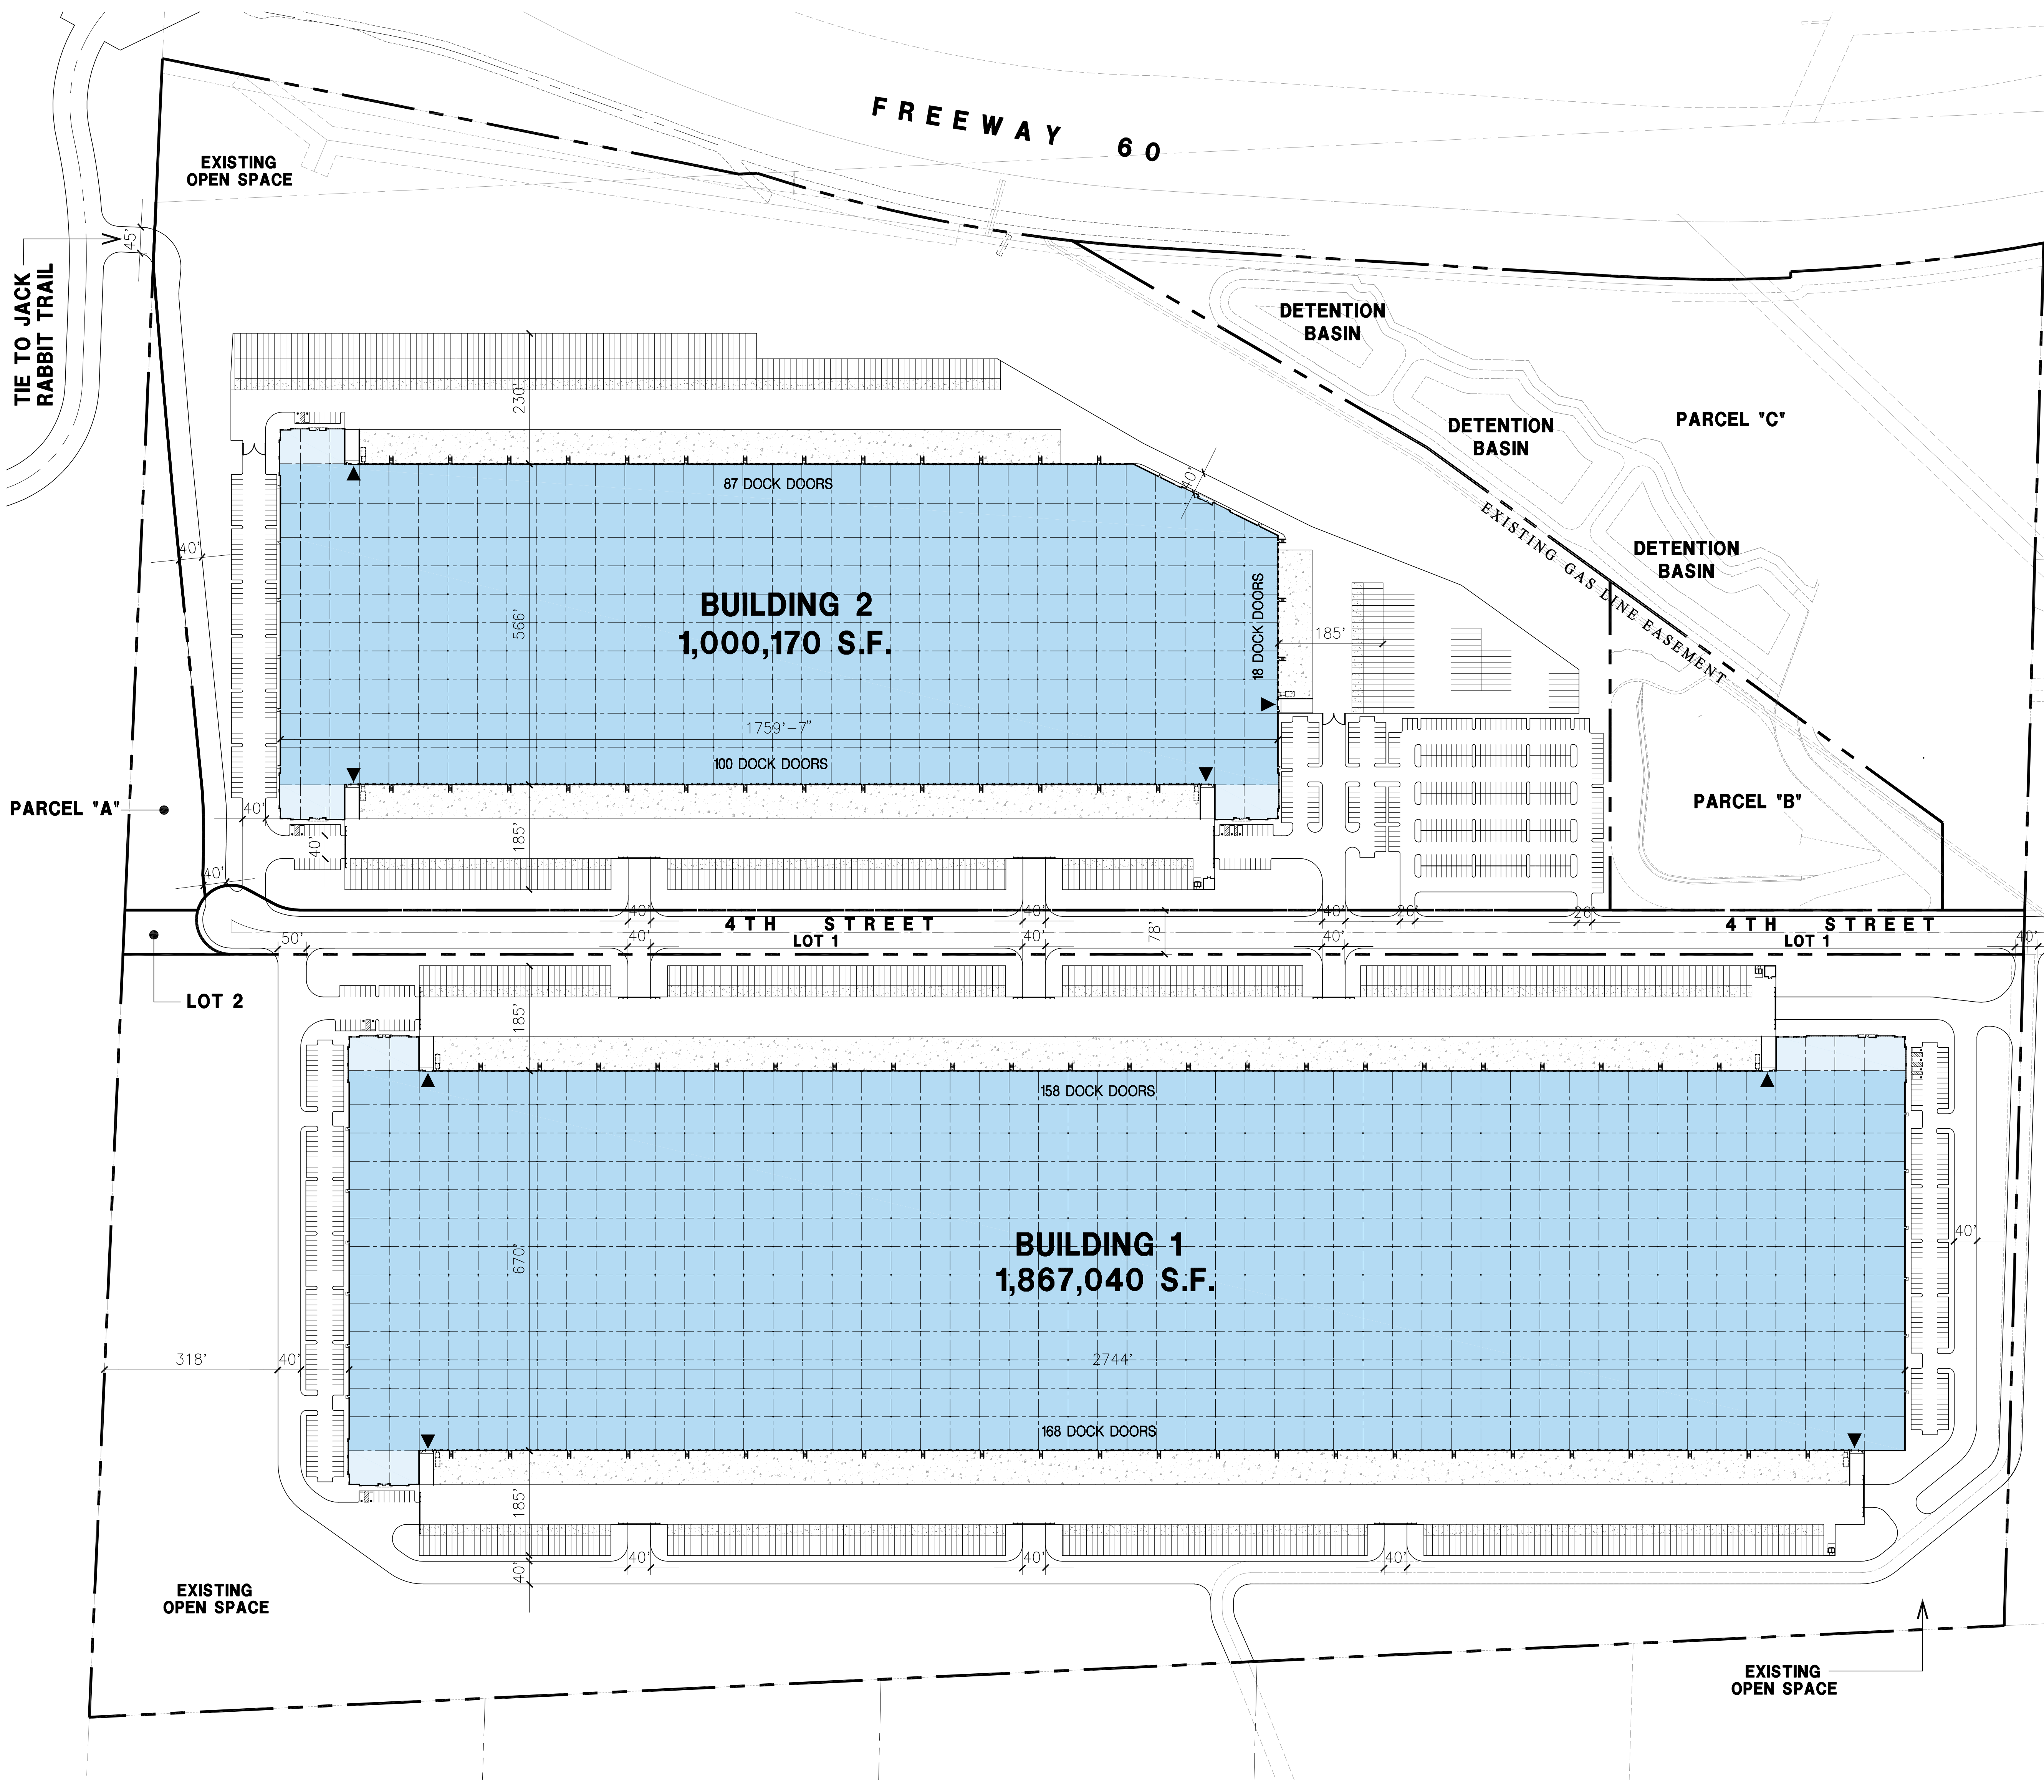 FREEWAY 60
EXISTING
OPEN SPACE
45'
TIE TO JACK
RABBIT TRAIL
DETENTION
BASIN
PARCEL "C"
DETENTION
BASIN
230'
40'
87 DOCK DOORS
EXISTING GAS LINE EASEMENT
DETENTION
BASIN
40'
BUILDING 2
1,000,170 S.F.
566'
18 DOCK DOORS
185'
1759'-7"
100 DOCK DOORS
PARCEL "A"
PARCEL "B"
40'
185'
40'
40'
40'
40'
40'
26'
26'
4TH STREET
LOT 1
78'
4TH STREET
LOT 1
50'
40'
40'
40'
40'
LOT 2
185'
158 DOCK DOORS
BUILDING 1
1,867,040 S.F.
670'
40'
318'
40'
2744'
168 DOCK DOORS
185'
40'
40'
40'
40'
EXISTING
OPEN SPACE
EXISTING
OPEN SPACE